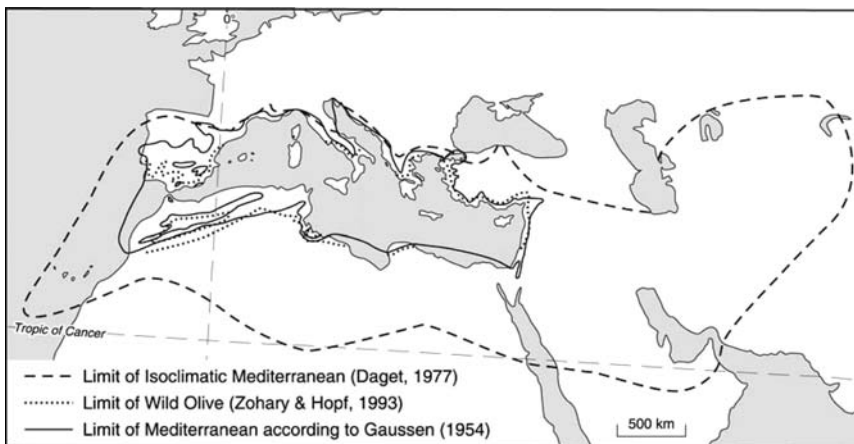 0°
Tropic of Cancer
Limit of Isoclimatic Mediterranean (Daget, 1977)
Limit of Wild Olive (Zohary & Hopf, 1993)
Limit of Mediterranean according to Gaussen (1954)
500 km